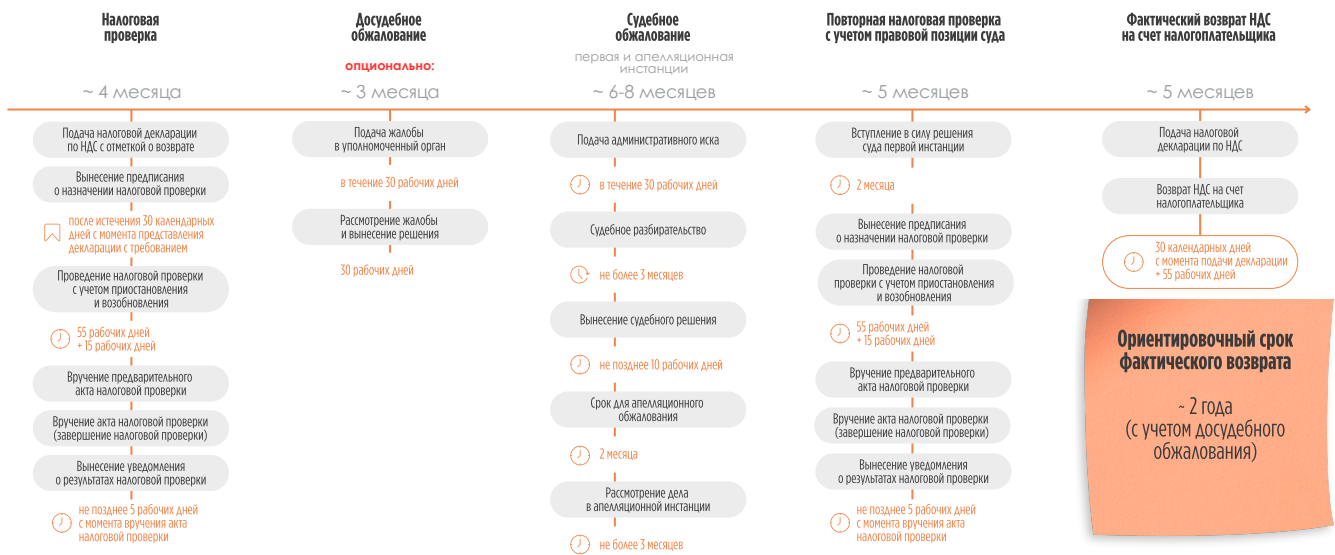 Налоговая
проверка
~ 4 месяца
Подача налоговой декларации
по НДС с отметкой о возврате
Вынесение предписания
о назначении налоговой проверки
после истечения 30 календарных
дней с момента представления
декларации с требованием
Проведение налоговой проверки
с учетом приостановления
и возобновления
55 рабочих дней
+ 15 рабочих дней
Вручение предварительного
акта налоговой проверки
Вручение акта налоговой проверки
(завершение налоговой проверки)
Вынесение уведомления
о результатах налоговой проверки
не позднее 5 рабочих дней
с момента вручения акта
налоговой проверки
Досудебное
обжалование
опционально:
~ 3 месяца
Подача жалобы
в уполномоченный орган
в течение 30 рабочих дней
Рассмотрение жалобы
и вынесение решения
30 рабочих дней
Судебное
обжалование
первая и апелляционная
инстанции
~ 6-8 месяцев
Подача административного иска
в течение 30 рабочих дней
Судебное разбирательство
не более 3 месяцев
Вынесение судебного решения
не позднее 10 рабочих дней
Срок для апелляционного
обжалования
2 месяца
Рассмотрение дела
в апелляционной инстанции
не более 3 месяцев
Повторная налоговая проверка
с учетом правовой позиции суда
~ 5 месяцев
Вступление в силу решения
суда первой инстанции
2 месяца
Вынесение предписания
о назначении налоговой проверки
Проведение налоговой
проверки с учетом приостановления
и возобновления
55 рабочих дней
+ 15 рабочих дней
Вручение предварительного
акта налоговой проверки
Вручение акта налоговой проверки
(завершение налоговой проверки)
Вынесение уведомления
о результатах налоговой проверки
не позднее 5 рабочих дней
с момента вручения акта
налоговой проверки
Фактический возврат НДС
на счет налогоплательщика
~ 5 месяцев
Подача налоговой
декларации по НДС
Возврат НДС на счет
налогоплательщика
30 календарных дней
с момента подачи декларации
+ 55 рабочих дней
Ориентировочный срок
фактического возврата
~ 2 года
(с учетом досудебного
обжалования)